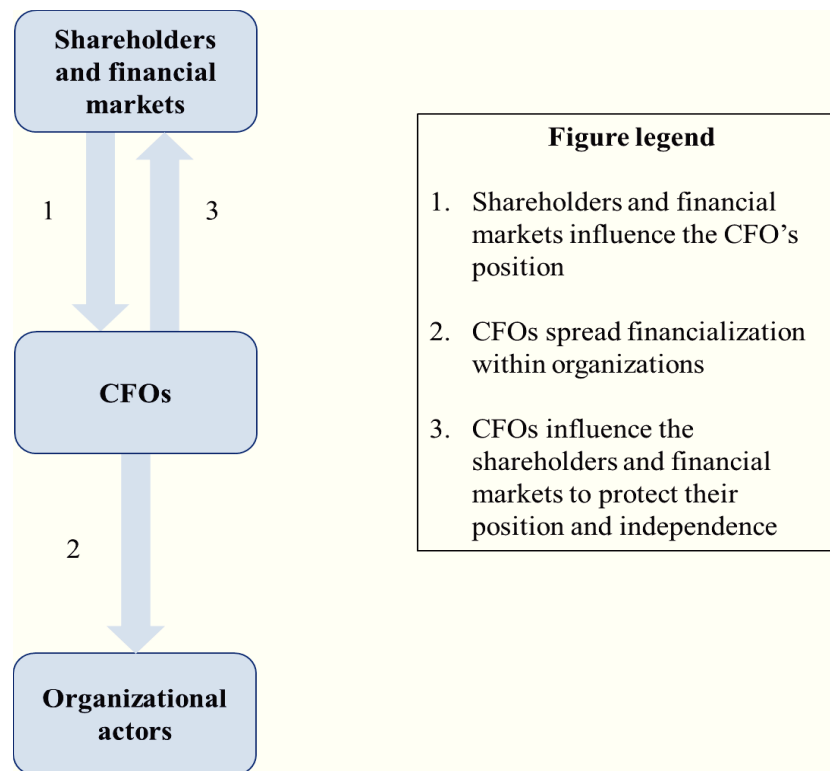 Shareholders
and financial
markets
1
3
CFOs
2
Organizational
actors
Figure legend
1. Shareholders and financial
markets influence the CFO’s
position
2. CFOs spread financialization
within organizations
3. CFOs influence the
shareholders and financial
markets to protect their
position and independence